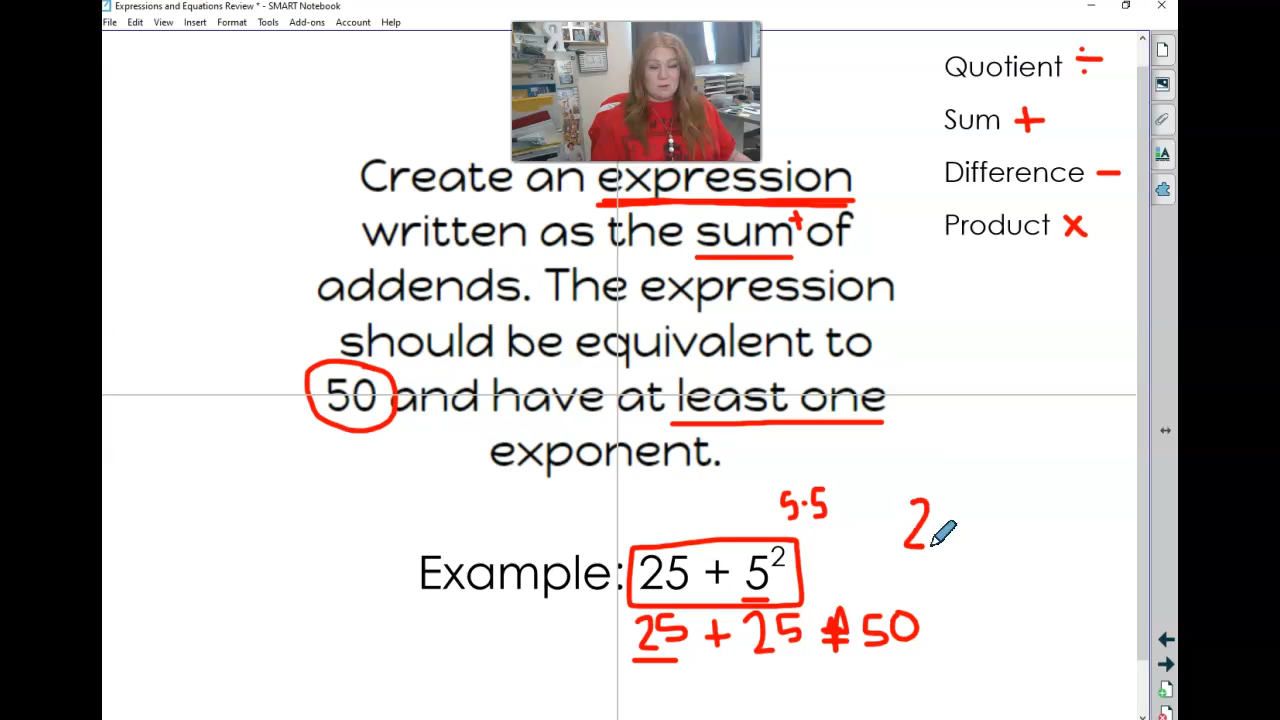 Expressions and Equations Review * - SMART Notebook
File Edit View Insert Format Tools Add-ons Account Help
Quotient ÷
Sum +
Difference −
Product ×
Create an expression
written as the sum + of
addends. The expression
should be equivalent to
50 and have at least one
exponent.
5·5
2
Example: 25 + 5²
25 + 25 = 50